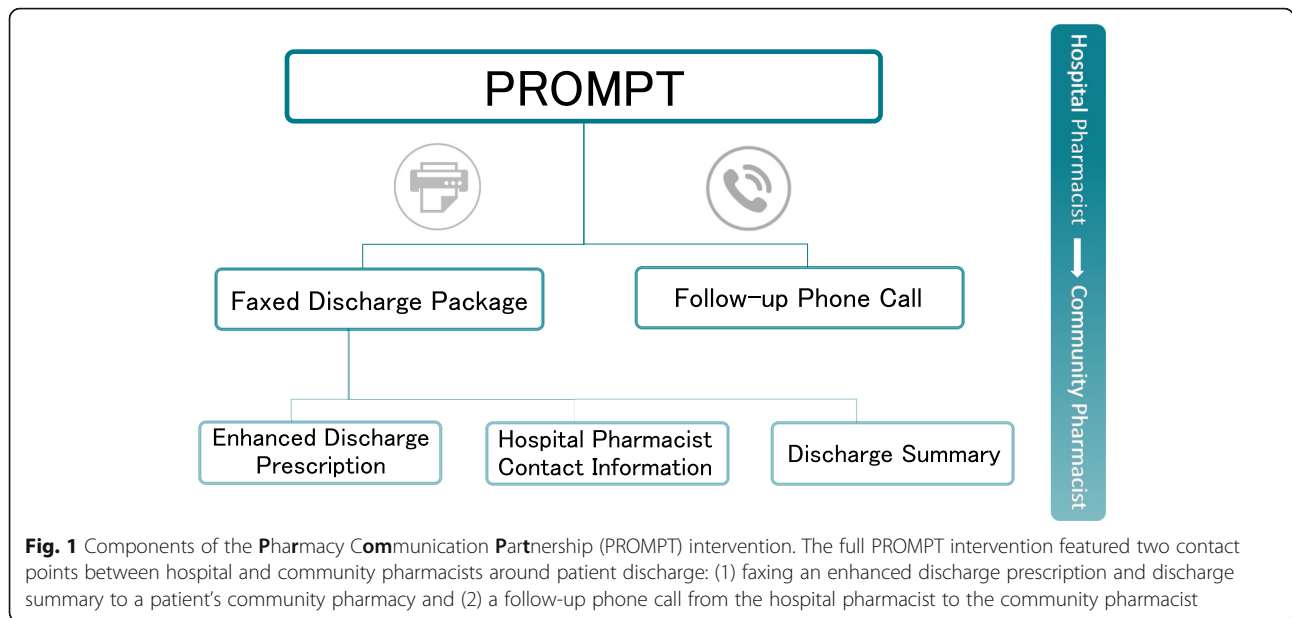 PROMPT
Faxed Discharge Package
Follow-up Phone Call
Enhanced Discharge
Prescription
Hospital Pharmacist
Contact Information
Discharge Summary
Hospital Pharmacist → Community Pharmacist
Fig. 1 Components of the Pharmacy Communication Partnership (PROMPT) intervention. The full PROMPT intervention featured two contact
points between hospital and community pharmacists around patient discharge: (1) faxing an enhanced discharge prescription and discharge
summary to a patient’s community pharmacy and (2) a follow-up phone call from the hospital pharmacist to the community pharmacist